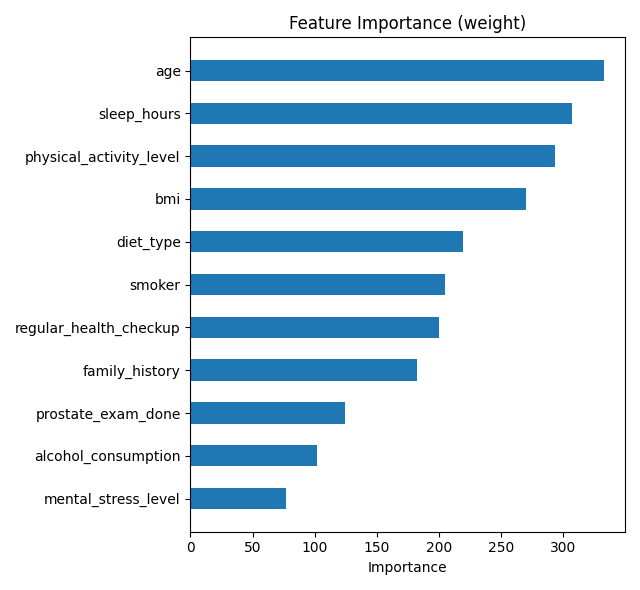 Feature Importance (weight)
age
sleep_hours
physical_activity_level
bmi
diet_type
smoker
regular_health_checkup
family_history
prostate_exam_done
alcohol_consumption
mental_stress_level
0 50 100 150 200 250 300
Importance